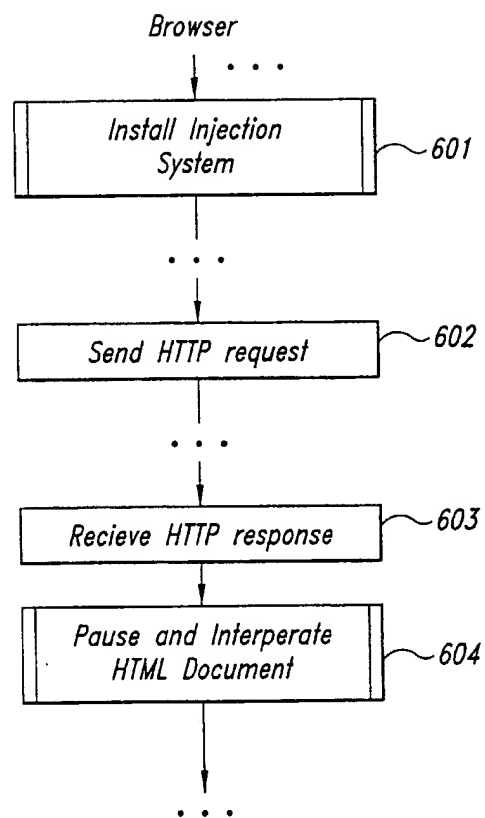 Browser
Install Injection
System
601
Send HTTP request
602
Recieve HTTP response
603
Pause and Interperate
HTML Document
604